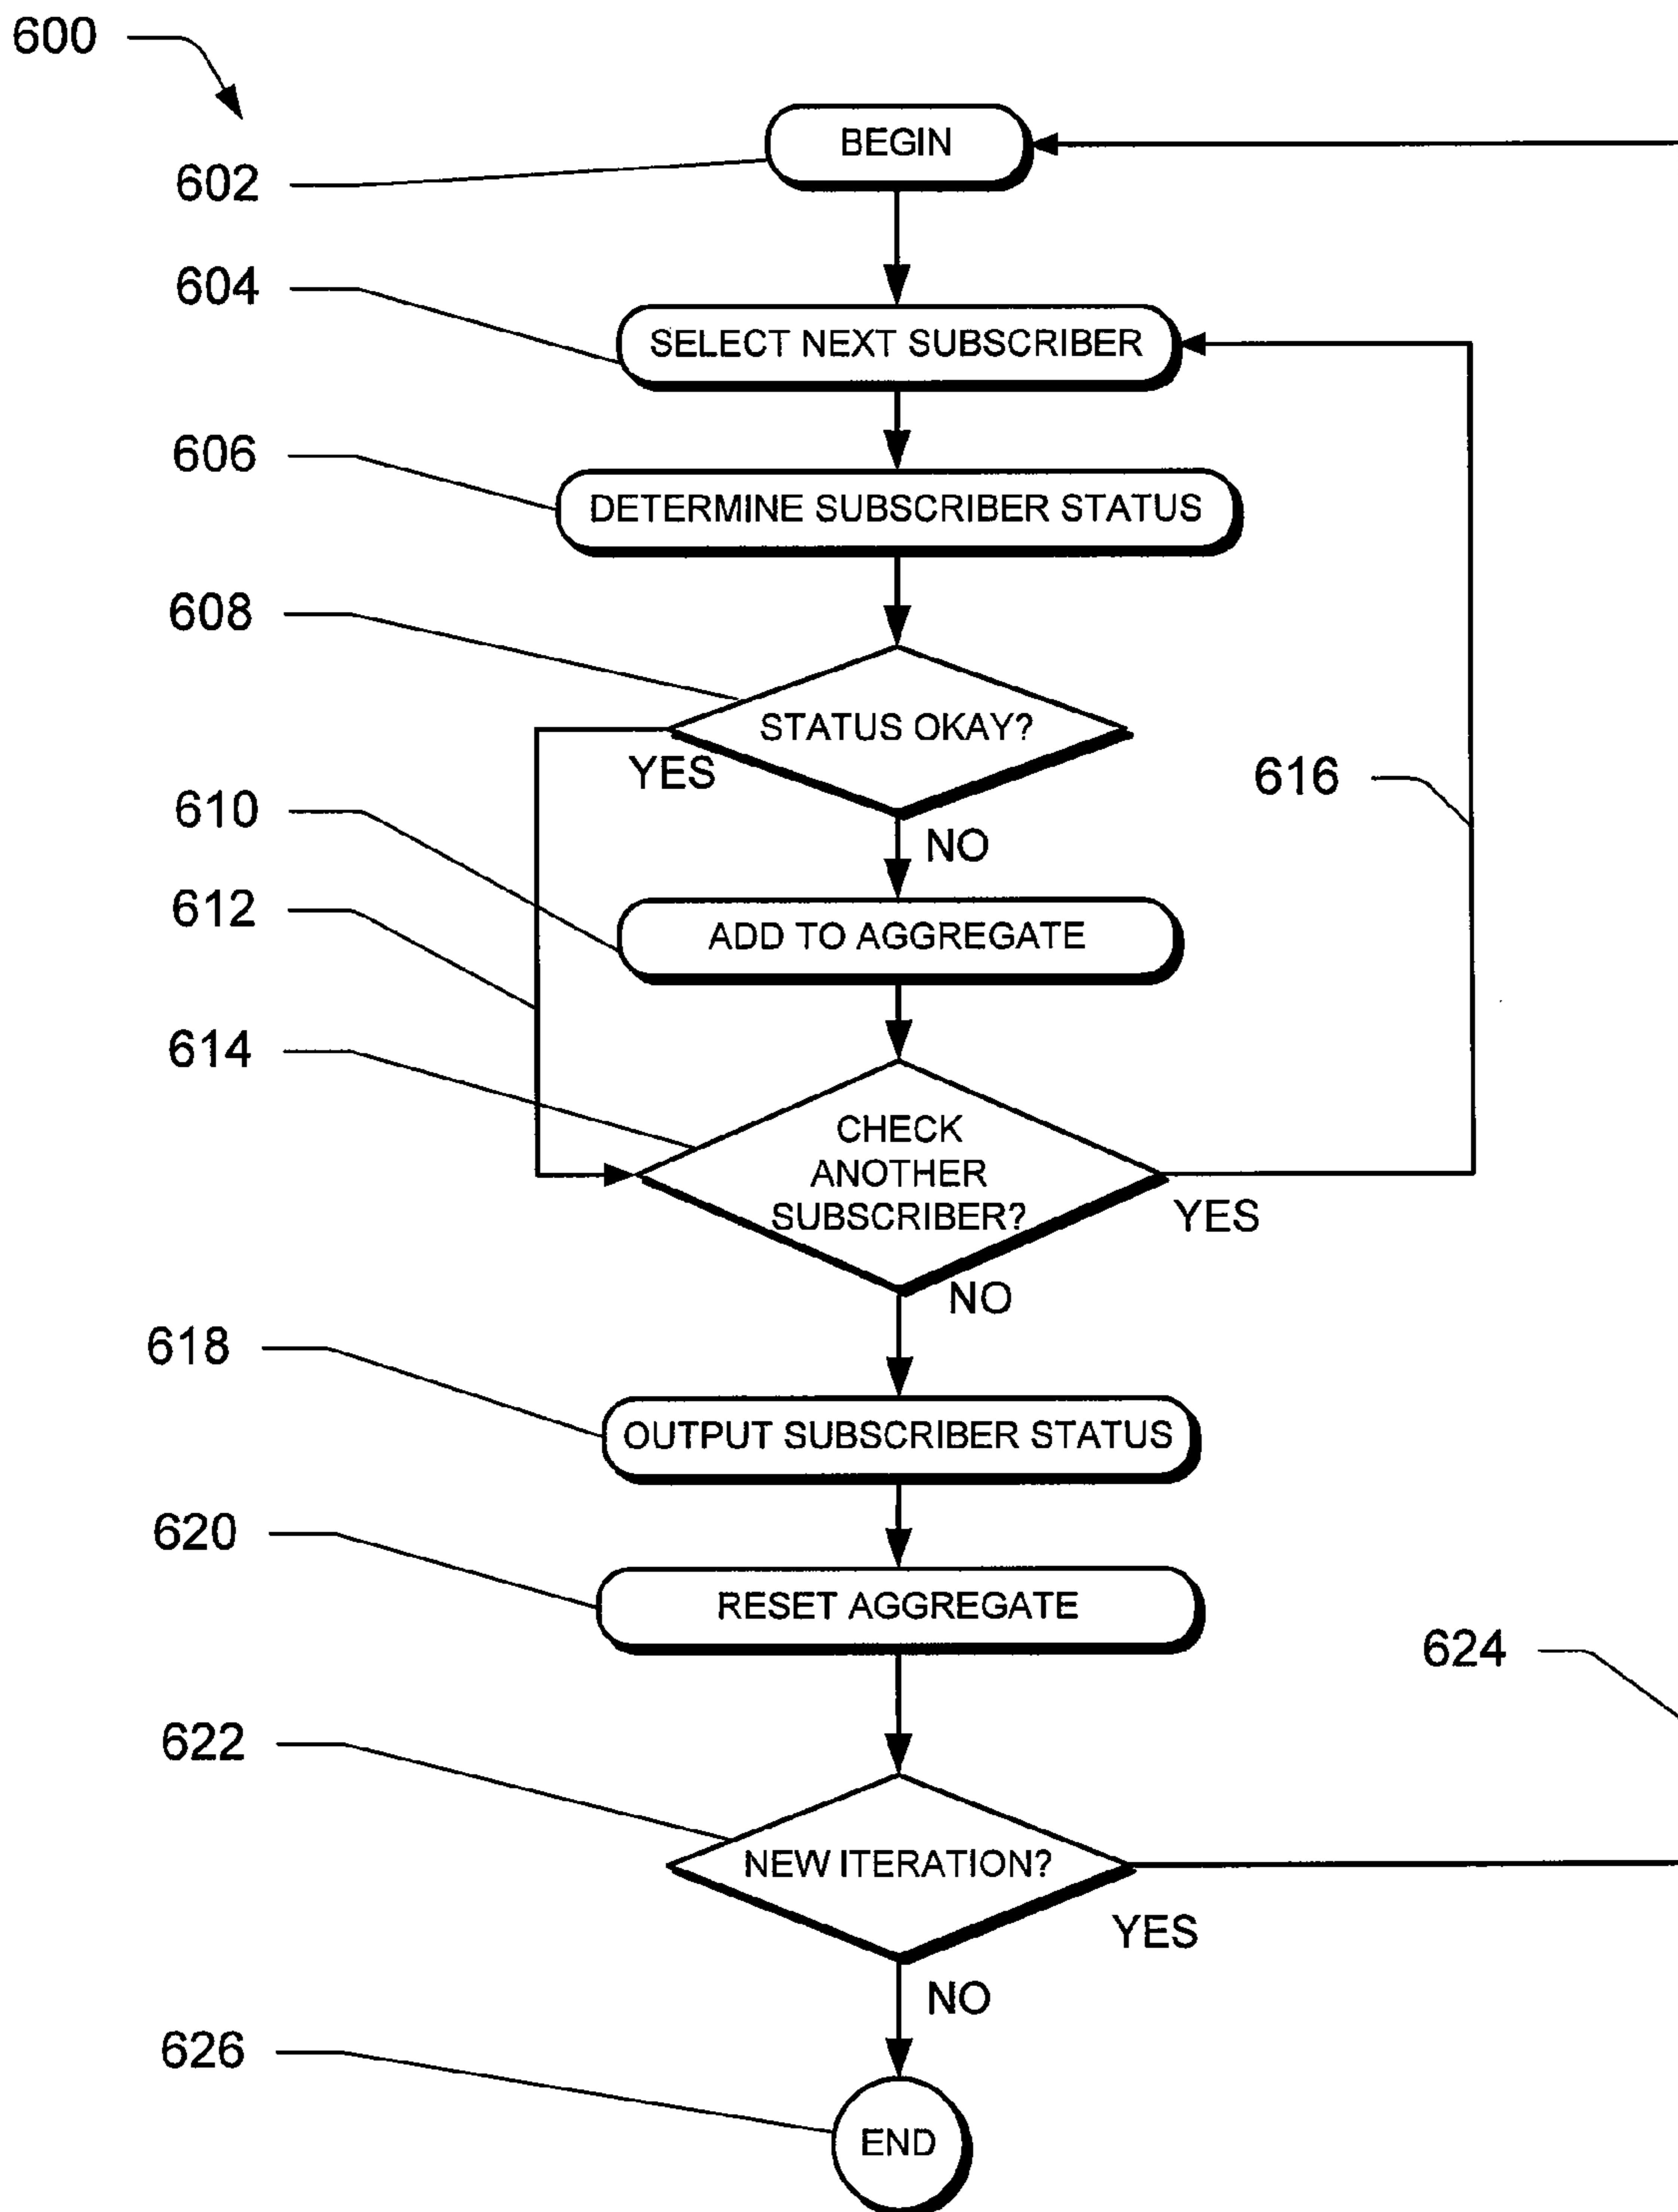 600
BEGIN
602
604
SELECT NEXT SUBSCRIBER
606
DETERMINE SUBSCRIBER STATUS
608
STATUS OKAY?
YES
616
610
NO
612
ADD TO AGGREGATE
614
CHECK
ANOTHER
SUBSCRIBER?
YES
NO
618
OUTPUT SUBSCRIBER STATUS
620
RESET AGGREGATE
624
622
NEW ITERATION?
YES
NO
626
END